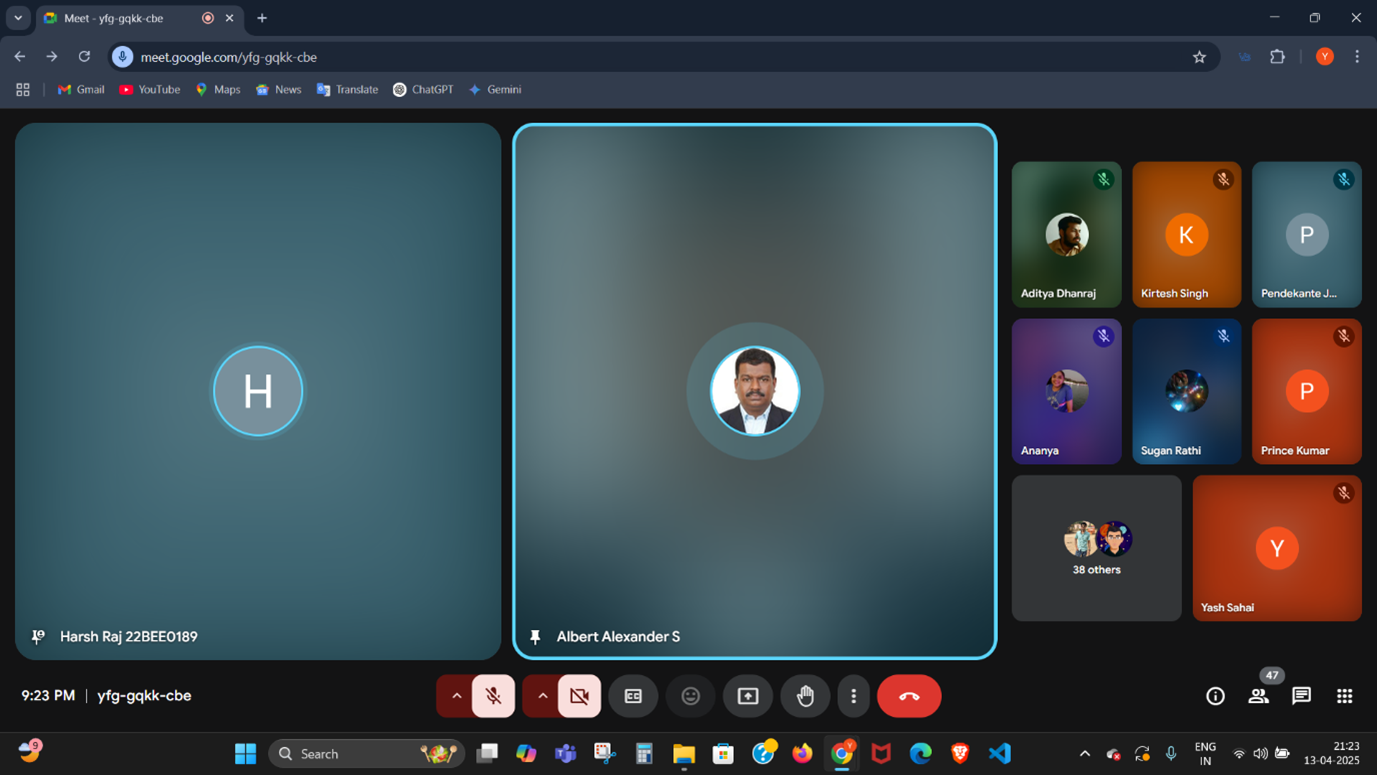 Meet - yfg-gqkk-cbe
meet.google.com/yfg-gqkk-cbe
Y
Gmail
YouTube
Maps
News
Translate
ChatGPT
Gemini
H
Harsh Raj 22BEE0189
Albert Alexander S
Aditya Dhanraj
K
Kirtesh Singh
P
Pendekante J...
Ananya
Sugan Rathi
P
Prince Kumar
38 others
Y
Yash Sahai
9:23 PM | yfg-gqkk-cbe
CC
47
9
Search
Y
ENG
IN
21:23
13-04-2025